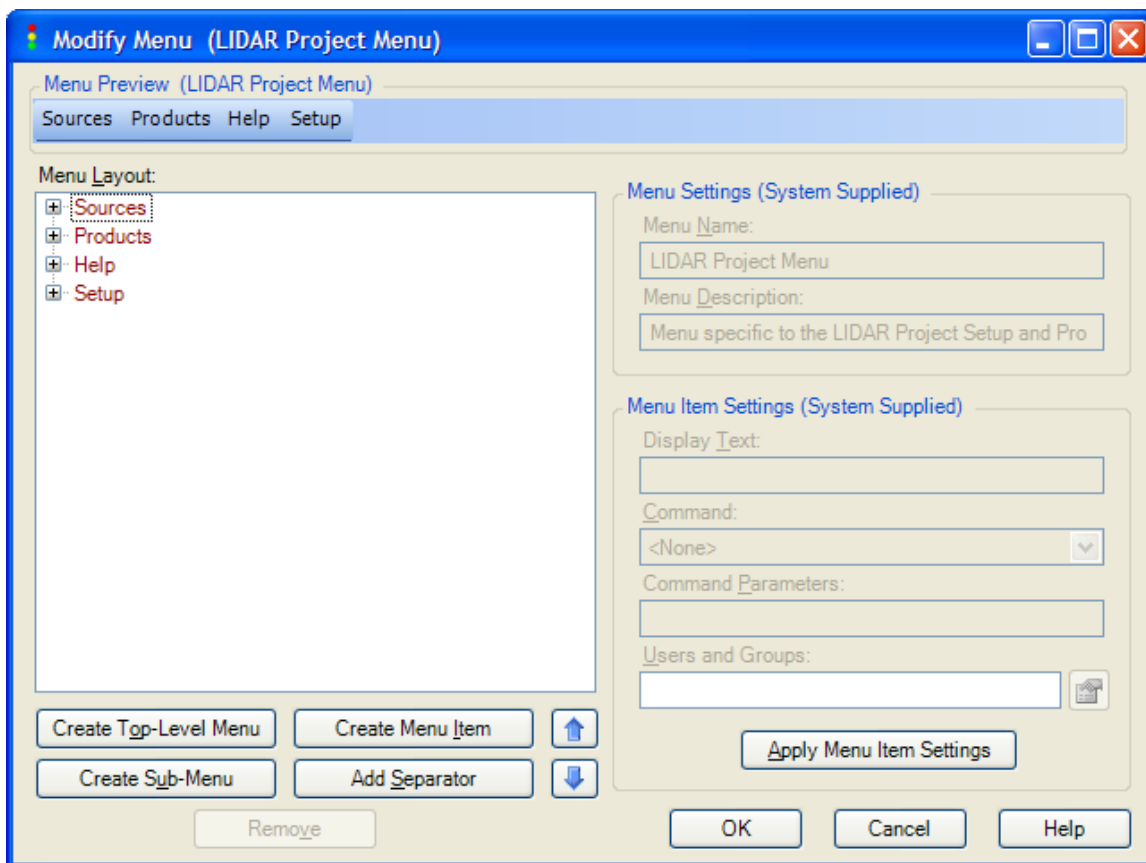 Modify Menu (LIDAR Project Menu)
Menu Preview (LIDAR Project Menu)
Sources Products Help Setup
Menu Layout:
Sources
Products
Help
Setup
Create Top-Level Menu
Create Menu Item
Create Sub-Menu
Add Separator
Remove
Menu Settings (System Supplied)
Menu Name:
LIDAR Project Menu
Menu Description:
Menu specific to the LIDAR Project Setup and Pro
Menu Item Settings (System Supplied)
Display Text:
Command:
<None>
Command Parameters:
Users and Groups:
Apply Menu Item Settings
OK
Cancel
Help